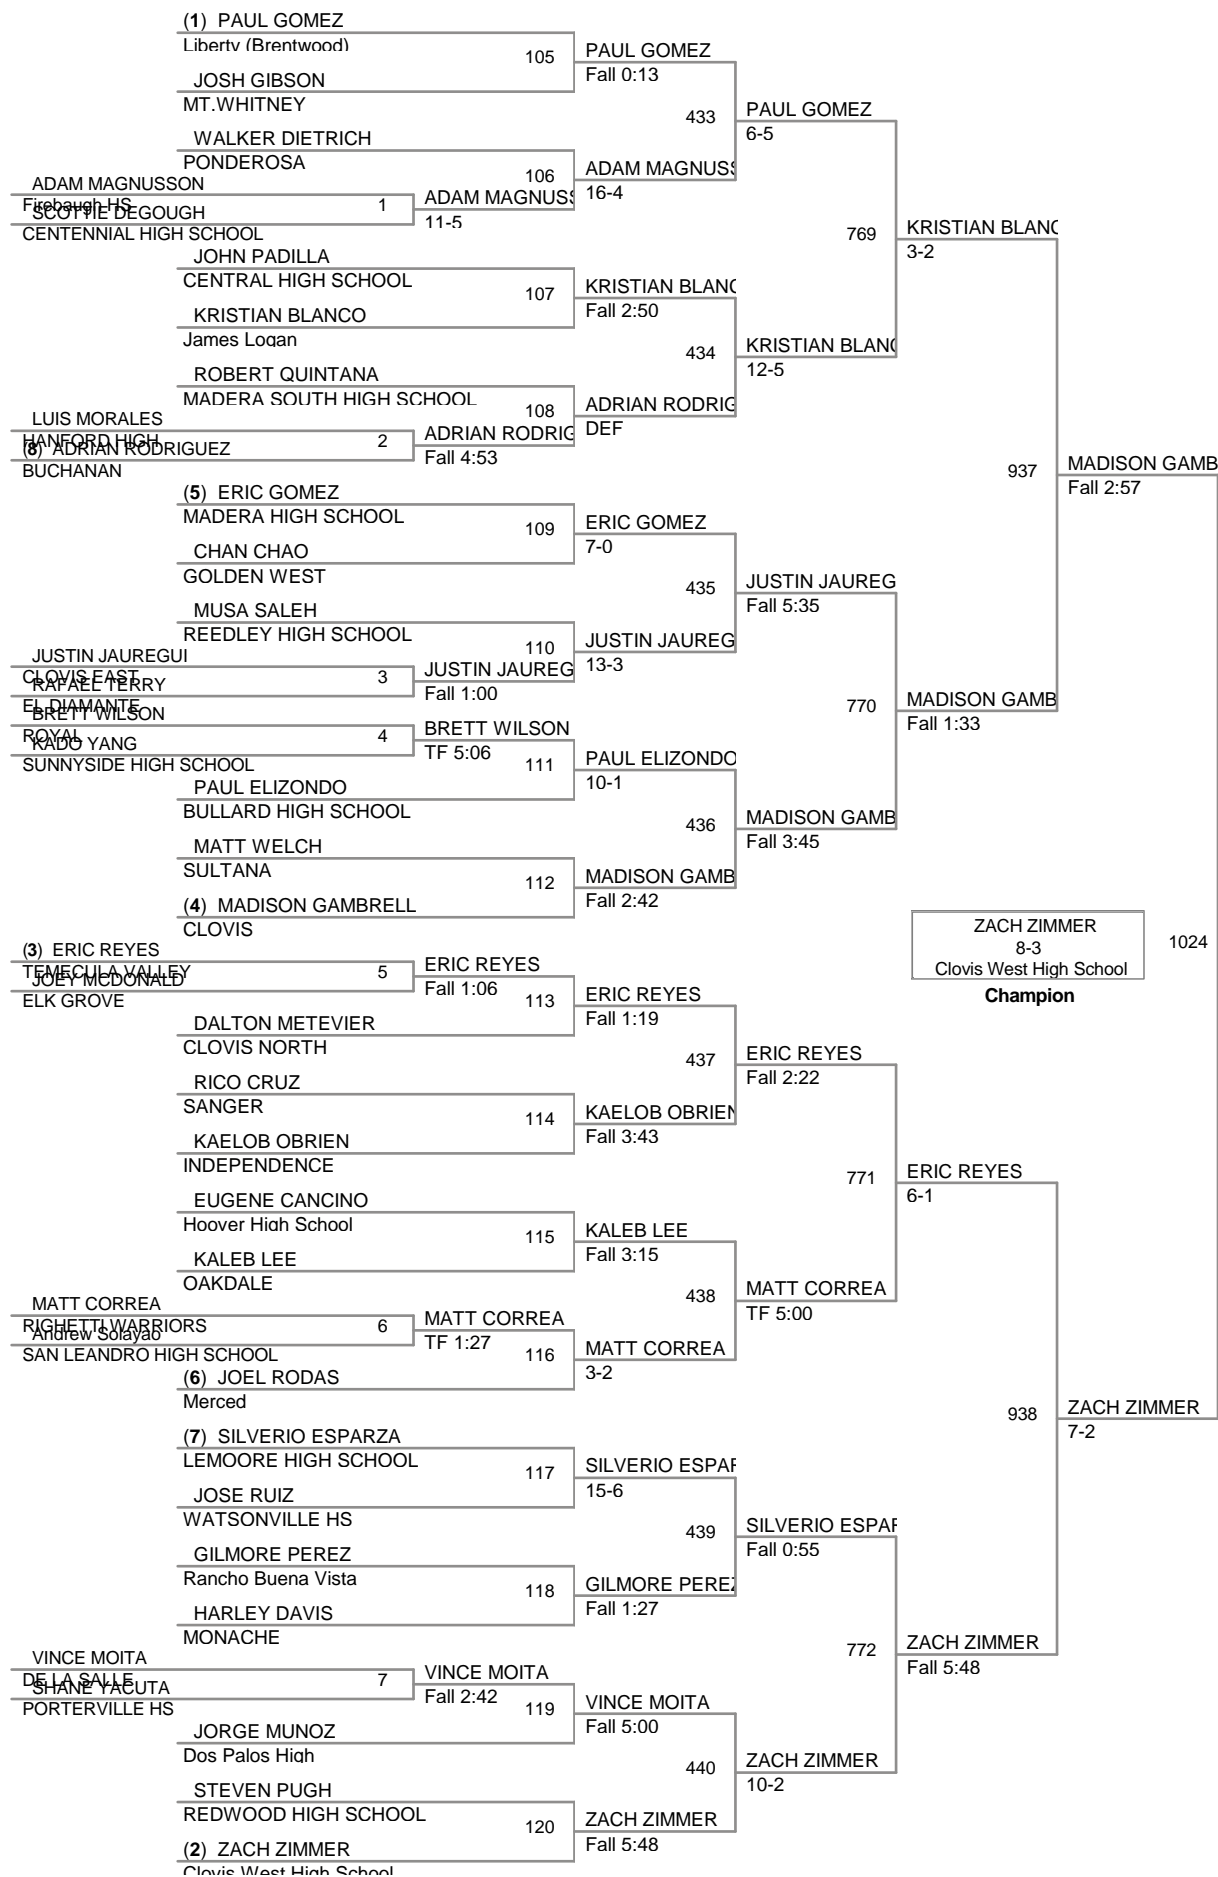 (1) PAUL GOMEZ
Liberty (Brentwood)
105
PAUL GOMEZ
Fall 0:13
JOSH GIBSON
MT.WHITNEY
433
PAUL GOMEZ
6-5
WALKER DIETRICH
PONDEROSA
106
ADAM MAGNUSS
16-4
ADAM MAGNUSSON
Firebaugh HS
1
ADAM MAGNUSS
11-5
SCOTTIE DEGOUGH
CENTENNIAL HIGH SCHOOL
769
KRISTIAN BLANC
3-2
JOHN PADILLA
CENTRAL HIGH SCHOOL
107
KRISTIAN BLANC
Fall 2:50
KRISTIAN BLANCO
James Logan
434
KRISTIAN BLANC
12-5
ROBERT QUINTANA
MADERA SOUTH HIGH SCHOOL
108
ADRIAN RODRIG
DEF
LUIS MORALES
HANFORD HIGH
2
ADRIAN RODRIG
Fall 4:53
(8) ADRIAN RODRIGUEZ
BUCHANAN
937
MADISON GAMB
Fall 2:57
(5) ERIC GOMEZ
MADERA HIGH SCHOOL
109
ERIC GOMEZ
7-0
CHAN CHAO
GOLDEN WEST
435
JUSTIN JAUREG
Fall 5:35
MUSA SALEH
REEDLEY HIGH SCHOOL
110
JUSTIN JAUREG
13-3
JUSTIN JAUREGUI
CLOVIS EAST
3
JUSTIN JAUREG
Fall 1:00
RAFAEL TERRY
EL DIAMANTE
770
MADISON GAMB
Fall 1:33
BRETT WILSON
ROYAL
4
BRETT WILSON
TF 5:06
KADO YANG
SUNNYSIDE HIGH SCHOOL
111
PAUL ELIZONDO
10-1
PAUL ELIZONDO
BULLARD HIGH SCHOOL
436
MADISON GAMB
Fall 3:45
MATT WELCH
SULTANA
112
MADISON GAMB
Fall 2:42
(4) MADISON GAMBRELL
CLOVIS
ZACH ZIMMER
8-3
Clovis West High School
Champion
1024
(3) ERIC REYES
TEMECULA VALLEY
5
ERIC REYES
Fall 1:06
JOEY MCDONALD
ELK GROVE
113
ERIC REYES
Fall 1:19
DALTON METEVIER
CLOVIS NORTH
437
ERIC REYES
Fall 2:22
RICO CRUZ
SANGER
114
KAELOB OBRIEN
Fall 3:43
KAELOB OBRIEN
INDEPENDENCE
771
ERIC REYES
6-1
EUGENE CANCINO
Hoover High School
115
KALEB LEE
Fall 3:15
KALEB LEE
OAKDALE
438
MATT CORREA
TF 5:00
MATT CORREA
RIGHETTI WARRIORS
6
MATT CORREA
TF 1:27
Andrew Solayao
SAN LEANDRO HIGH SCHOOL
116
MATT CORREA
3-2
(6) JOEL RODAS
Merced
938
ZACH ZIMMER
7-2
(7) SILVERIO ESPARZA
LEMOORE HIGH SCHOOL
117
SILVERIO ESPAR
15-6
JOSE RUIZ
WATSONVILLE HS
439
SILVERIO ESPAR
Fall 0:55
GILMORE PEREZ
Rancho Buena Vista
118
GILMORE PEREZ
Fall 1:27
HARLEY DAVIS
MONACHE
772
ZACH ZIMMER
Fall 5:48
VINCE MOITA
DE LA SALLE
7
VINCE MOITA
Fall 2:42
SHANE YACUTA
PORTERVILLE HS
119
VINCE MOITA
Fall 5:00
JORGE MUNOZ
Dos Palos High
440
ZACH ZIMMER
10-2
STEVEN PUGH
REDWOOD HIGH SCHOOL
120
ZACH ZIMMER
Fall 5:48
(2) ZACH ZIMMER
Clovis West High School